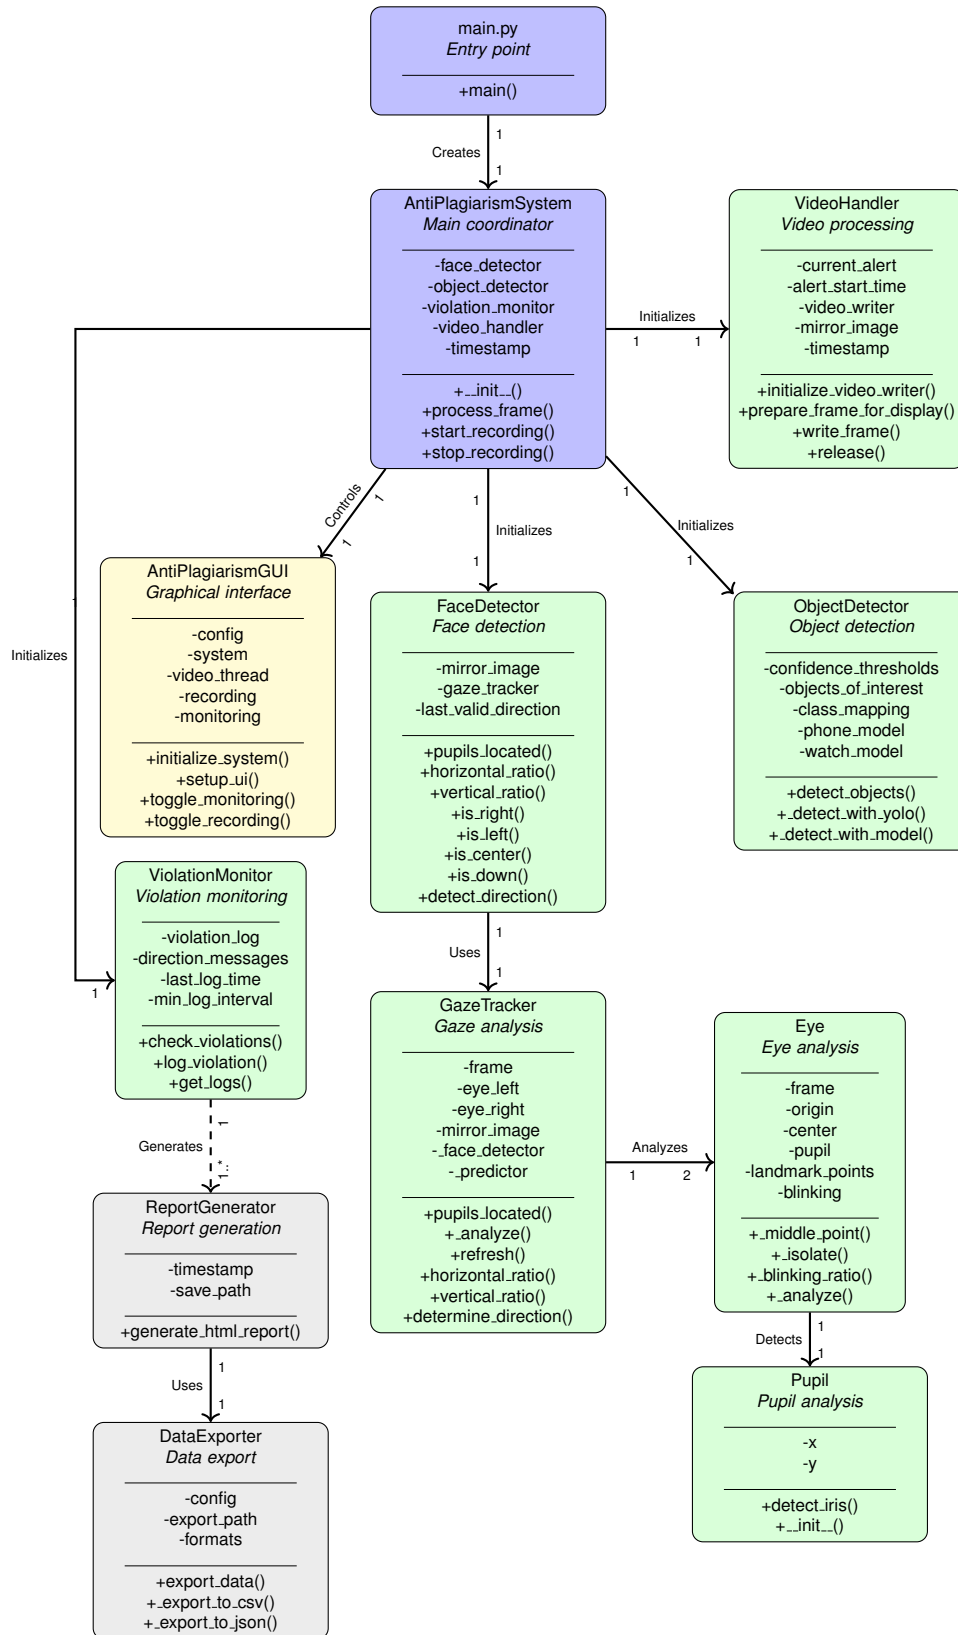 main.py
Entry point
+main()
1
Creates
1
AntiPlagiarismSystem
Main coordinator
-face_detector
-object_detector
-violation_monitor
-video_handler
-timestamp
+__init__()
+process_frame()
+start_recording()
+stop_recording()
Initializes
1
1
VideoHandler
Video processing
-current_alert
-alert_start_time
-video_writer
-mirror_image
-timestamp
+initialize_video_writer()
+prepare_frame_for_display()
+write_frame()
+release()
Controls
1
1
1
Initializes
1
1
Initializes
1
1
Initializes
1
AntiPlagiarismGUI
Graphical interface
-config
-system
-video_thread
-recording
-monitoring
+initialize_system()
+setup_ui()
+toggle_monitoring()
+toggle_recording()
FaceDetector
Face detection
-mirror_image
-gaze_tracker
-last_valid_direction
+pupils_located()
+horizontal_ratio()
+vertical_ratio()
+is_right()
+is_left()
+is_center()
+is_down()
+detect_direction()
ObjectDetector
Object detection
-confidence_thresholds
-objects_of_interest
-class_mapping
-phone_model
-watch_model
+detect_objects()
+_detect_with_yolo()
+_detect_with_model()
ViolationMonitor
Violation monitoring
-violation_log
-direction_messages
-last_log_time
-min_log_interval
+check_violations()
+log_violation()
+get_logs()
1
Uses
1
GazeTracker
Gaze analysis
-frame
-eye_left
-eye_right
-mirror_image
-_face_detector
-_predictor
+pupils_located()
+_analyze()
+refresh()
+horizontal_ratio()
+vertical_ratio()
+determine_direction()
Analyzes
1
2
Eye
Eye analysis
-frame
-origin
-center
-pupil
-landmark_points
-blinking
+_middle_point()
+_isolate()
+_blinking_ratio()
+_analyze()
1
Generates
1..*
ReportGenerator
Report generation
-timestamp
-save_path
+generate_html_report()
1
Detects
1
Pupil
Pupil analysis
-x
-y
+detect_iris()
+__init__()
1
Uses
1
DataExporter
Data export
-config
-export_path
-formats
+export_data()
+_export_to_csv()
+_export_to_json()